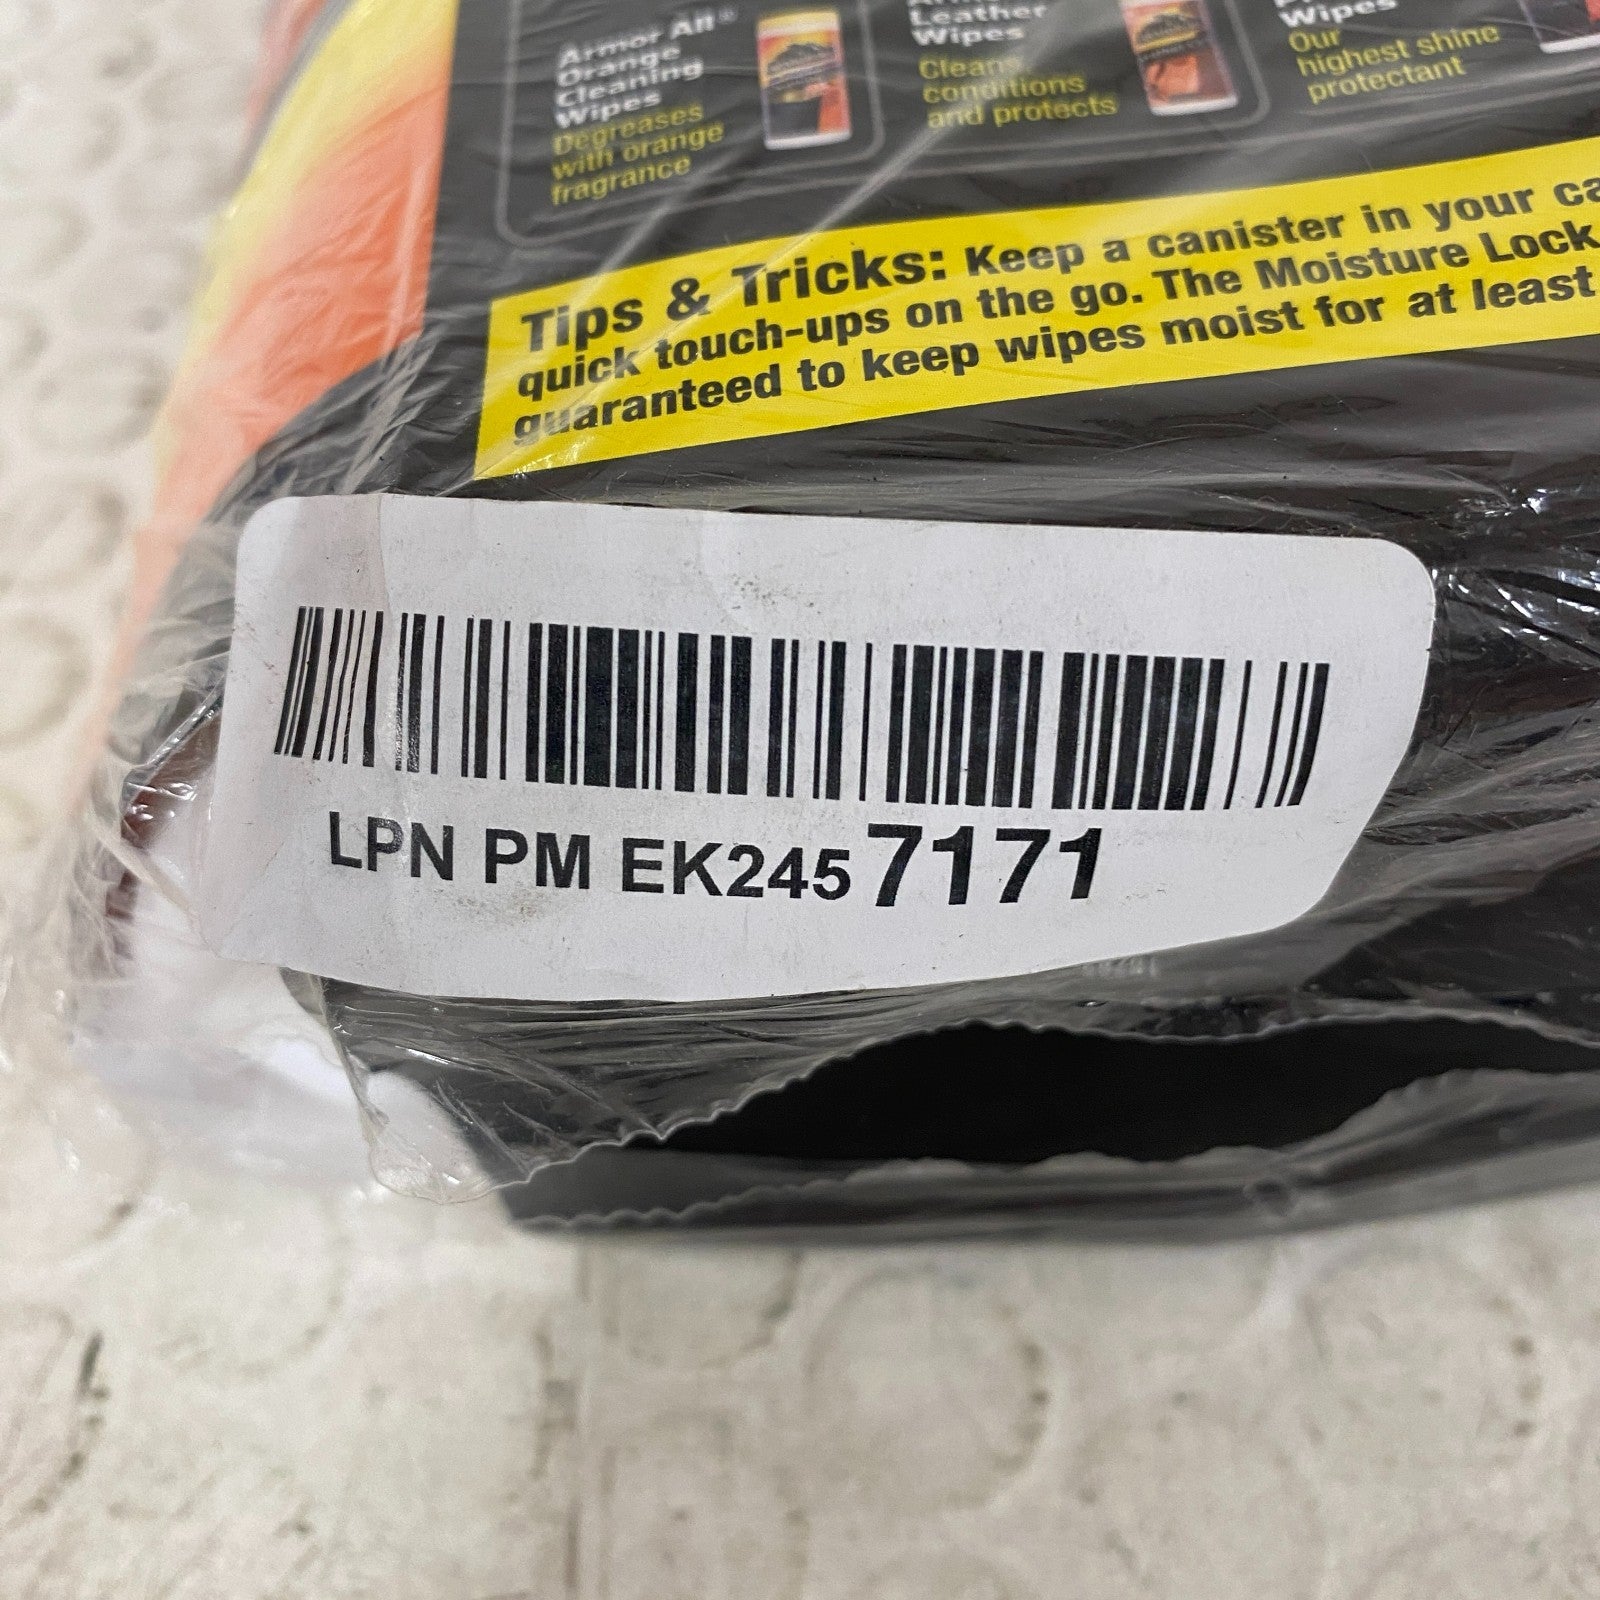 Armor All®
Orange
Cleaning
Wipes
Degreases
with orange
fragrance
Leather
Wipes
Cleans,
conditions
and protects
Wipes
Our
highest shine
protectant
Tips & Tricks: Keep a canister in your
quick touch-ups on the go. The Moisture Lock
guaranteed to keep wipes moist for at least
LPN PM EK2457171